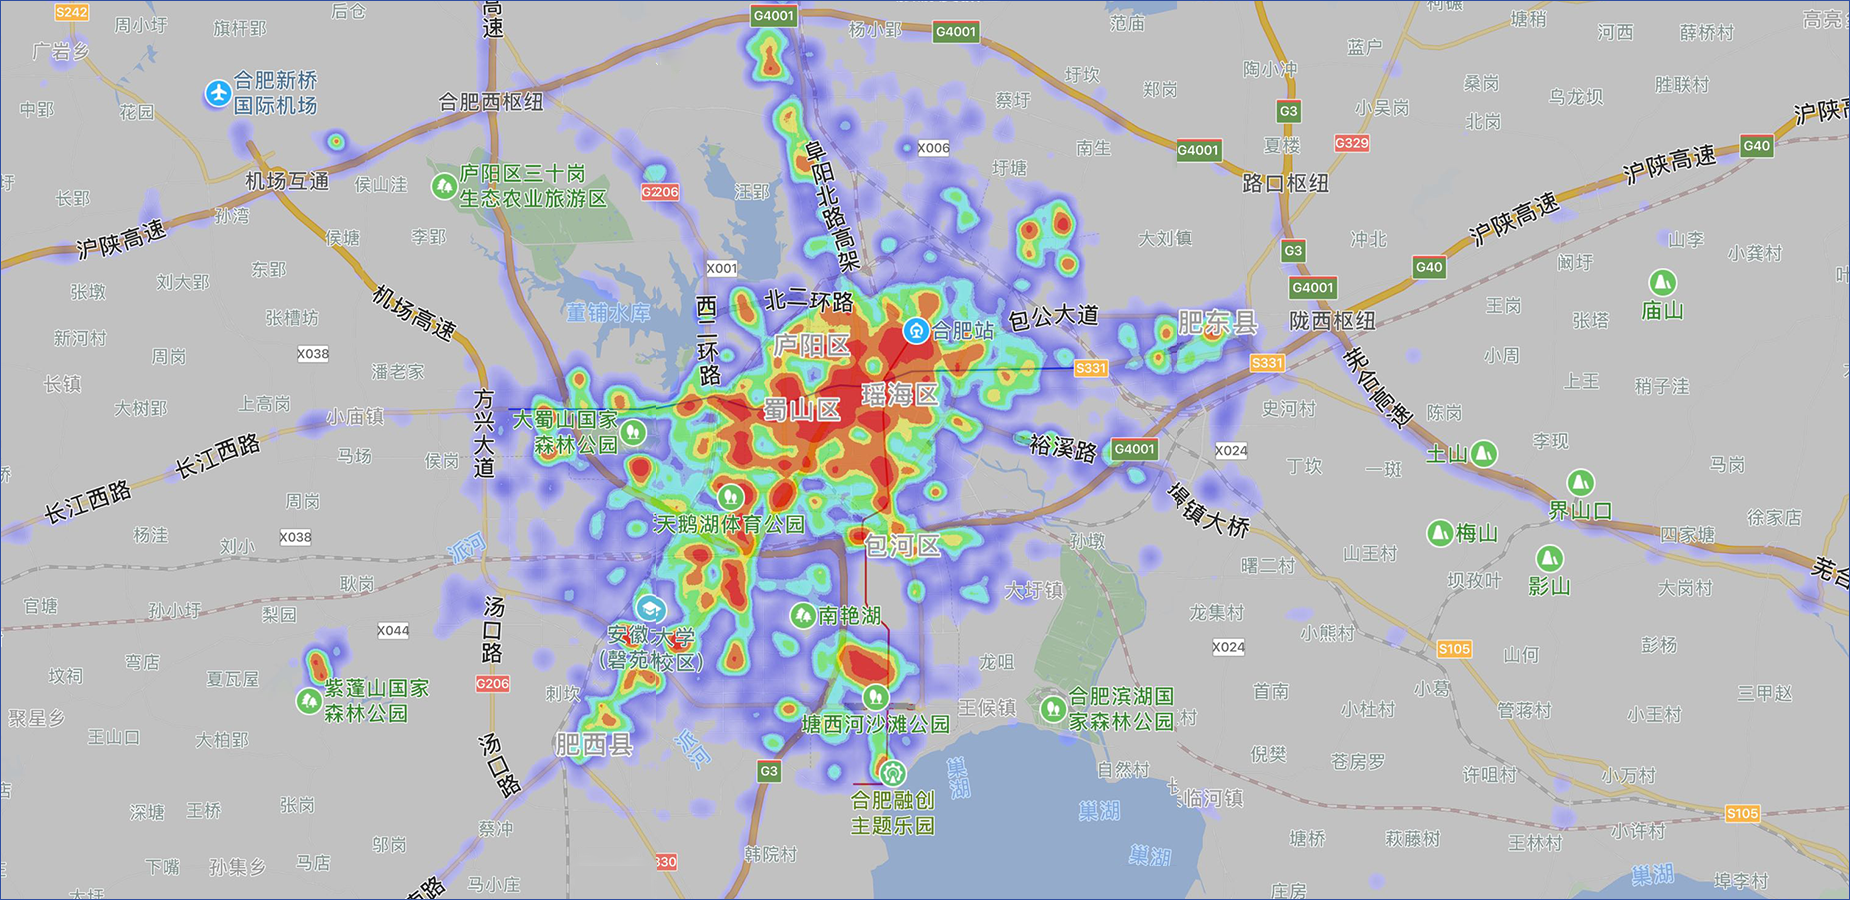 S242
周小圩
旗杆郢
后仓
高
速
G4001
杨小郢
G4001
范庙
塘稍
河西
薛桥村
广岩乡
合肥新桥
国际机场
中郢
花园
合肥西枢纽
圩坎
郑岗
蔡圩
陶小冲
蓝户
桑岗
胜联村
乌龙坝
小吴岗
北岗
G3
夏楼
G329
沪陕高速
G40
X006
南生
G4001
圩塘
路口枢纽
机场互通
侯山洼
庐阳区三十岗
生态农业旅游区
G2206
汪郢
阜阳北路高架
长郢
孙湾
沪陕高速
侯塘
李郢
大刘镇
G3
冲北
沪陕高速
山李
小龚村
东郢
刘大郢
X001
G4001
G40
阚圩
庙山
张墩
机场高速
董铺水库
西二环路
北二环路
合肥站
包公大道
肥东县
陇西枢纽
王岗
张塔
张槽坊
新河村
X038
周岗
庐阳区
S331
S331
小周
长镇
潘老家
上王
稍子洼
芜合高速
大树郢
上高岗
小庙镇
方兴大道
大蜀山国家
森林公园
蜀山区
瑶海区
史河村
陈岗
李现
长江西路
马场
侯岗
裕溪路
G4001
X024
土山
丁坎
一斑
马岗
长江西路
周岗
天鹅湖体育公园
撮镇大桥
界山口
徐家店
杨洼
刘小
X038
派河
包河区
孙墩
梅山
四家塘
山王村
曙二村
影山
坝孜叶
大岗村
芜合
耿岗
官塘
孙小圩
梨园
X044
汤口路
安徽大学
(磬苑校区)
南艳湖
大圩镇
龙集村
小熊村
X024
S105
山何
彭杨
弯店
坟祠
夏瓦屋
紫蓬山国家
森林公园
G206
刺坎
龙咀
首南
小葛
三甲赵
聚星乡
王山口
大柏郢
汤口路
肥西县
派河
塘西河沙滩公园
王候镇
合肥滨湖国
家森林公园
小杜村
管蒋村
小王村
G3
巢湖
自然村
倪樊
苍房罗
许咀村
小万村
深塘
王桥
张岗
蔡冲
合肥融创
主题乐园
巢湖
临河镇
塘桥
萩藤树
王林村
小许村
S105
邬岗
下嘴
孙集乡
马店
马小庄
韩院村
巢湖
庄房
巢湖
埠李村